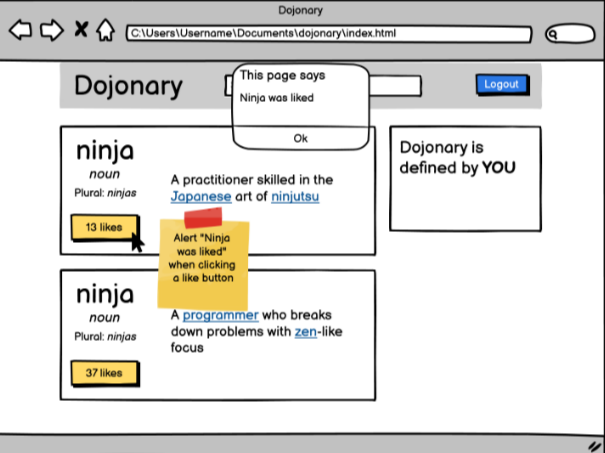 Dojonary
C:\Users\Username\Documents\dojonary\index.html
Dojonary
This page says
Ninja was liked
Ok
Logout
ninja
noun
Plural: ninjas
13 likes
A practitioner skilled in the
Japanese art of ninjutsu
Alert "Ninja
was liked"
when clicking
a like button
Dojonary is
defined by YOU
ninja
noun
Plural: ninjas
37 likes
A programmer who breaks
down problems with zen-like
focus